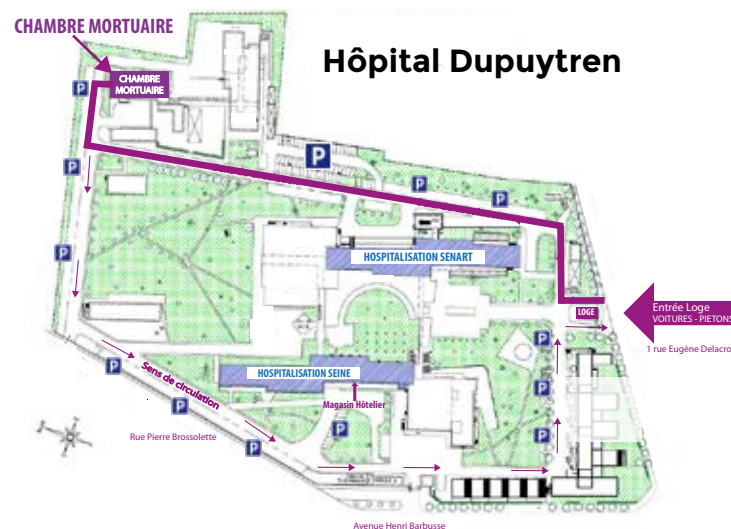 CHAMBRE MORTUAIRE
Hôpital Dupuytren
CHAMBRE
MORTUAIRE
P
P
P
P
P
P
HOSPITALISATION SENART
P
LOGE
Entrée Loge
VOITURES - PIETONS
1 rue Eugène Delacro
P
HOSPITALISATION SEINE
P
Sens de circulation
Magasin Hôtelier
P
P
P
P
Rue Pierre Brossolette
P
Avenue Henri Barbusse